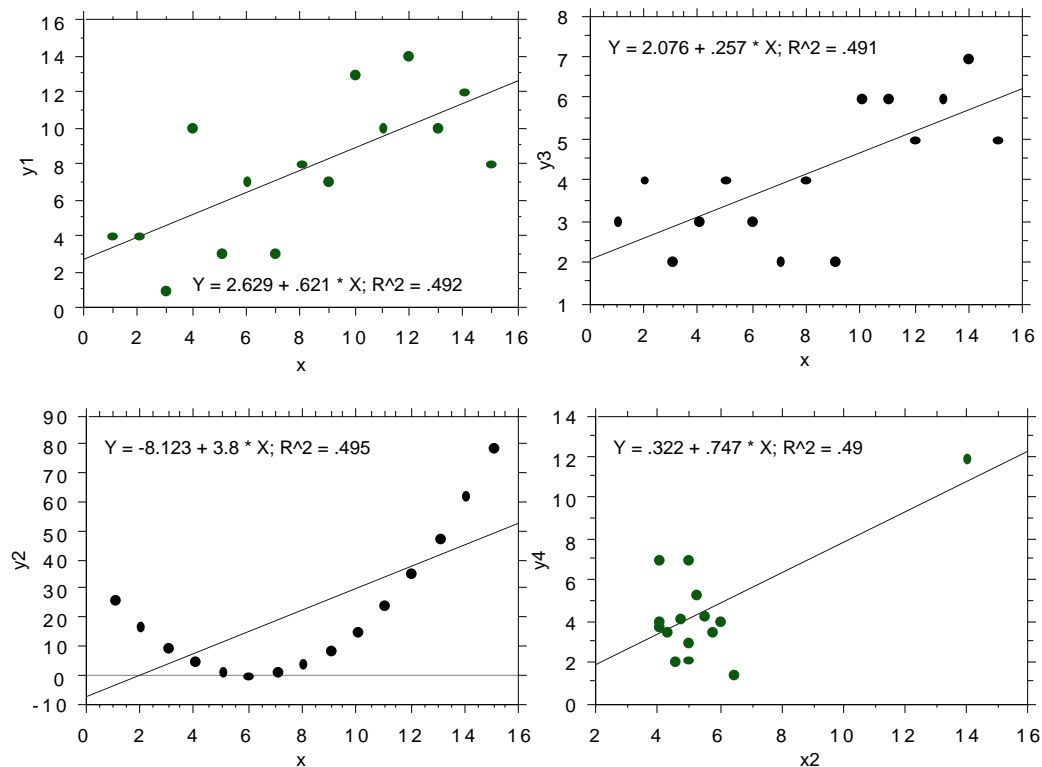 16
14
12
10
8
6
4
2
0
y1
Y = 2.629 + .621 * X; R^2 = .492
0 2 4 6 8 10 12 14 16
x
8
7
6
5
4
3
2
1
y3
Y = 2.076 + .257 * X; R^2 = .491
0 2 4 6 8 10 12 14 16
x
90
80
70
60
50
40
30
20
10
0
-10
y2
Y = -8.123 + 3.8 * X; R^2 = .495
0 2 4 6 8 10 12 14 16
x
14
12
10
8
6
4
2
0
y4
Y = .322 + .747 * X; R^2 = .49
2 4 6 8 10 12 14 16
x2